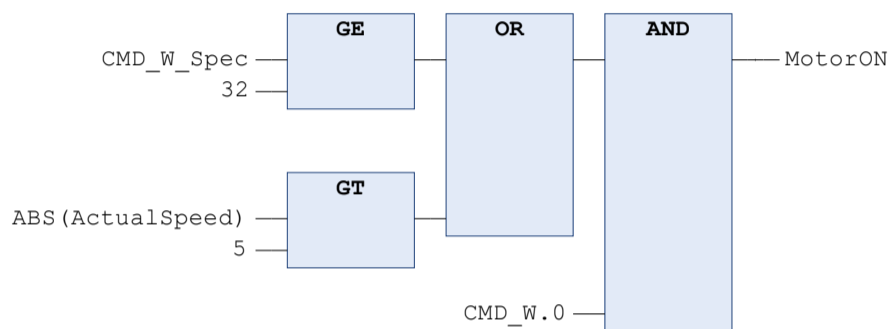 GE OR AND
CMD_W_Spec MotorON
32
GT
ABS(ActualSpeed)
5
CMD_W.0